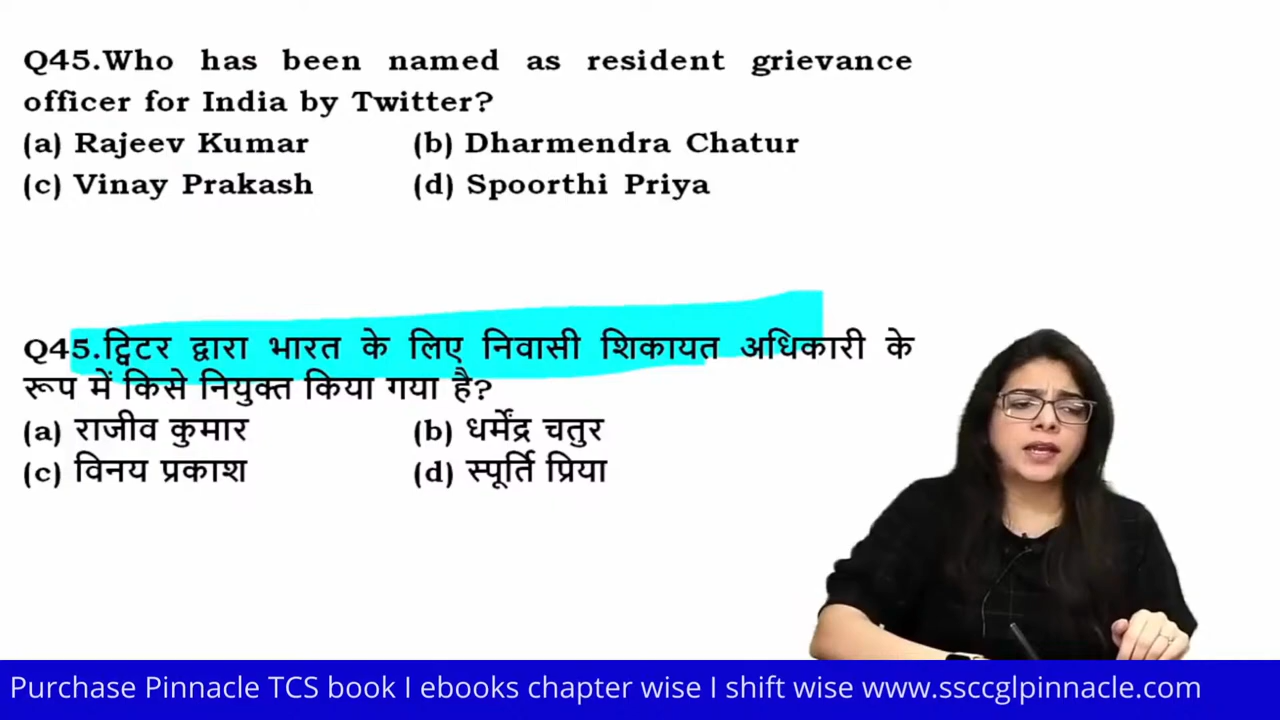 Q45.Who has been named as resident grievance
officer for India by Twitter?
(a) Rajeev Kumar (b) Dharmendra Chatur
(c) Vinay Prakash (d) Spoorthi Priya
Q45.ट्विटर द्वारा भारत के लिए निवासी शिकायत अधिकारी के
रूप में किसे नियुक्त किया गया है?
(a) राजीव कुमार (b) धर्मेंद्र चतुर
(c) विनय प्रकाश (d) स्पूर्ति प्रिया
Purchase Pinnacle TCS book I ebooks chapter wise I shift wise www.ssccglpinnacle.com